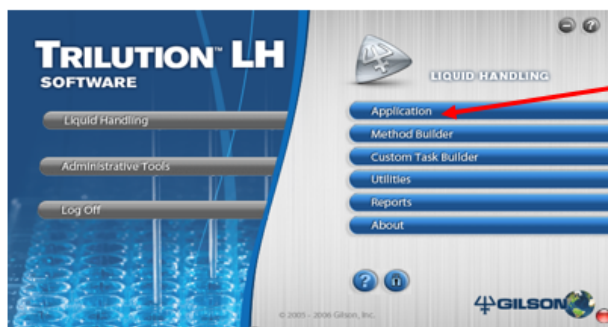 TRILUTION™ LH
SOFTWARE
Liquid Handling
Administrative Tools
Log Off
LIQUID HANDLING
Application
Method Builder
Custom Task Builder
Utilities
Reports
About
© 2005 - 2008 Gilson, Inc.
GILSON